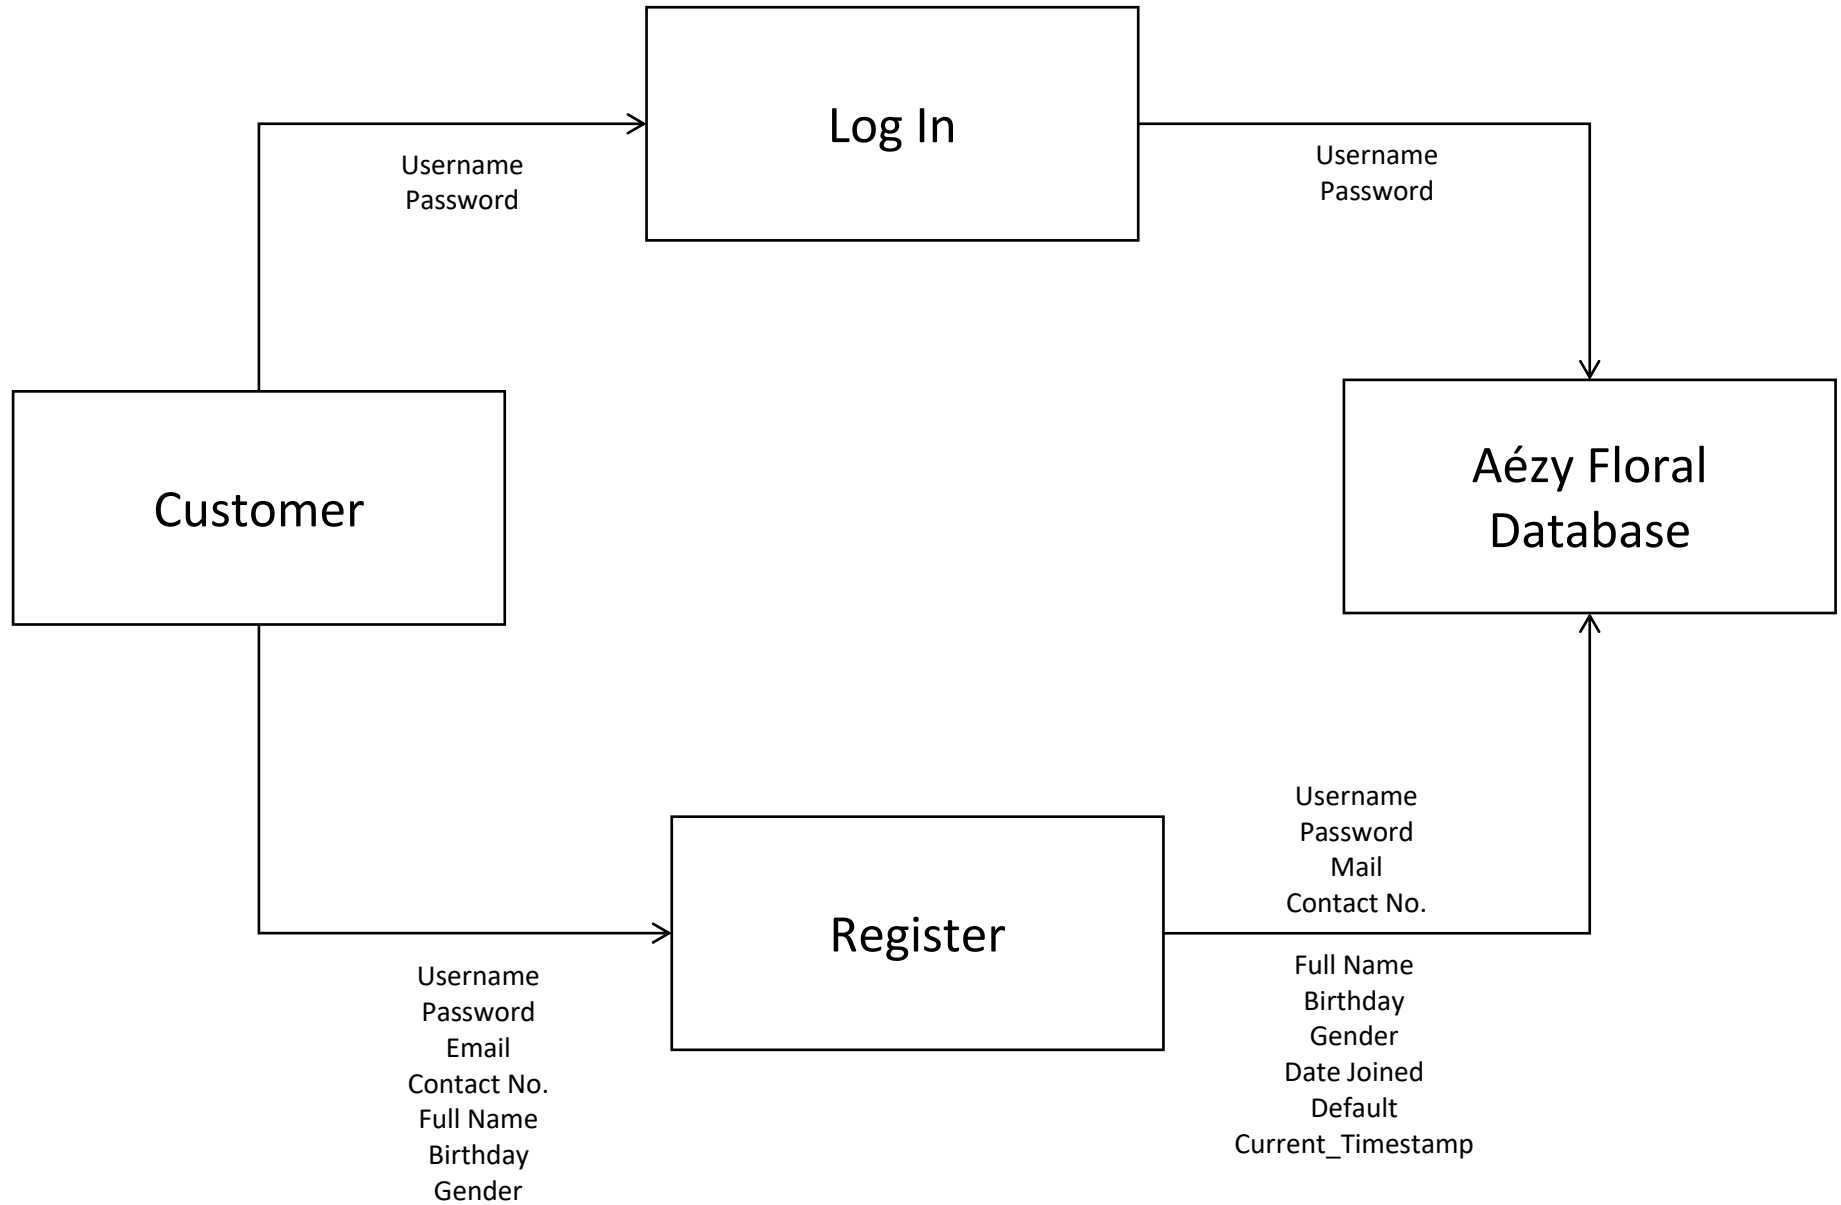 Log In
Username
Password
Username
Password
Customer
Aézy Floral
Database
Register
Username
Password
Mail
Contact No.
Username
Password
Email
Contact No.
Full Name
Birthday
Gender
Full Name
Birthday
Gender
Date Joined
Default
Current_Timestamp